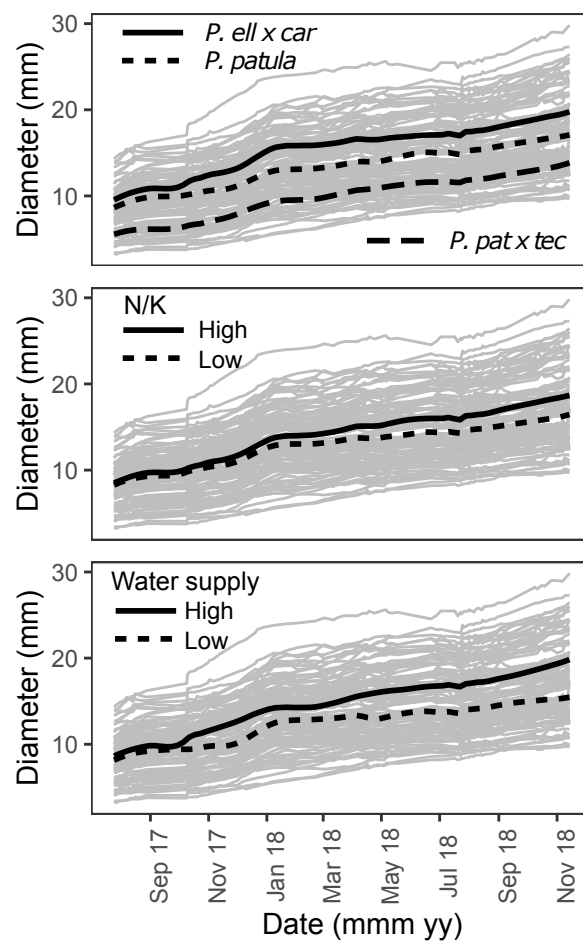 30
20
10
Diameter (mm)
P. ell x car
P. patula
P. pat x tec
30
20
10
Diameter (mm)
N/K
High
Low
30
20
10
Diameter (mm)
Water supply
High
Low
Sep 17
Nov 17
Jan 18
Mar 18
May 18
Jul 18
Sep 18
Nov 18
Date (mmm yy)